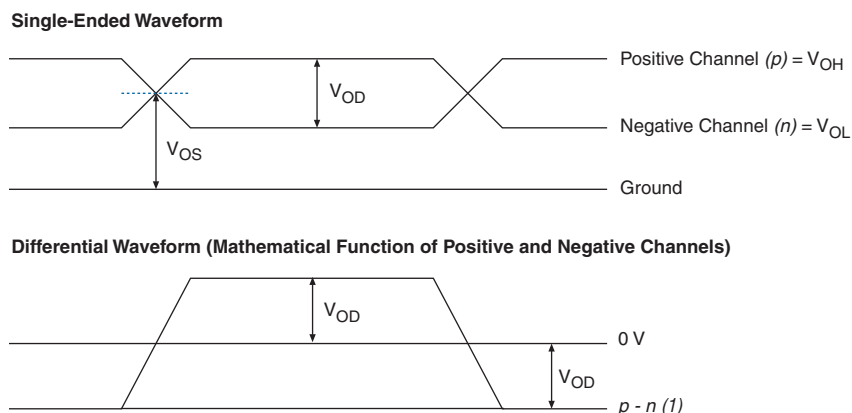 Single-Ended Waveform
Positive Channel (p) = VOH
VOD
Negative Channel (n) = VOL
VOS
Ground
Differential Waveform (Mathematical Function of Positive and Negative Channels)
VOD
0 V
VOD
p - n (1)